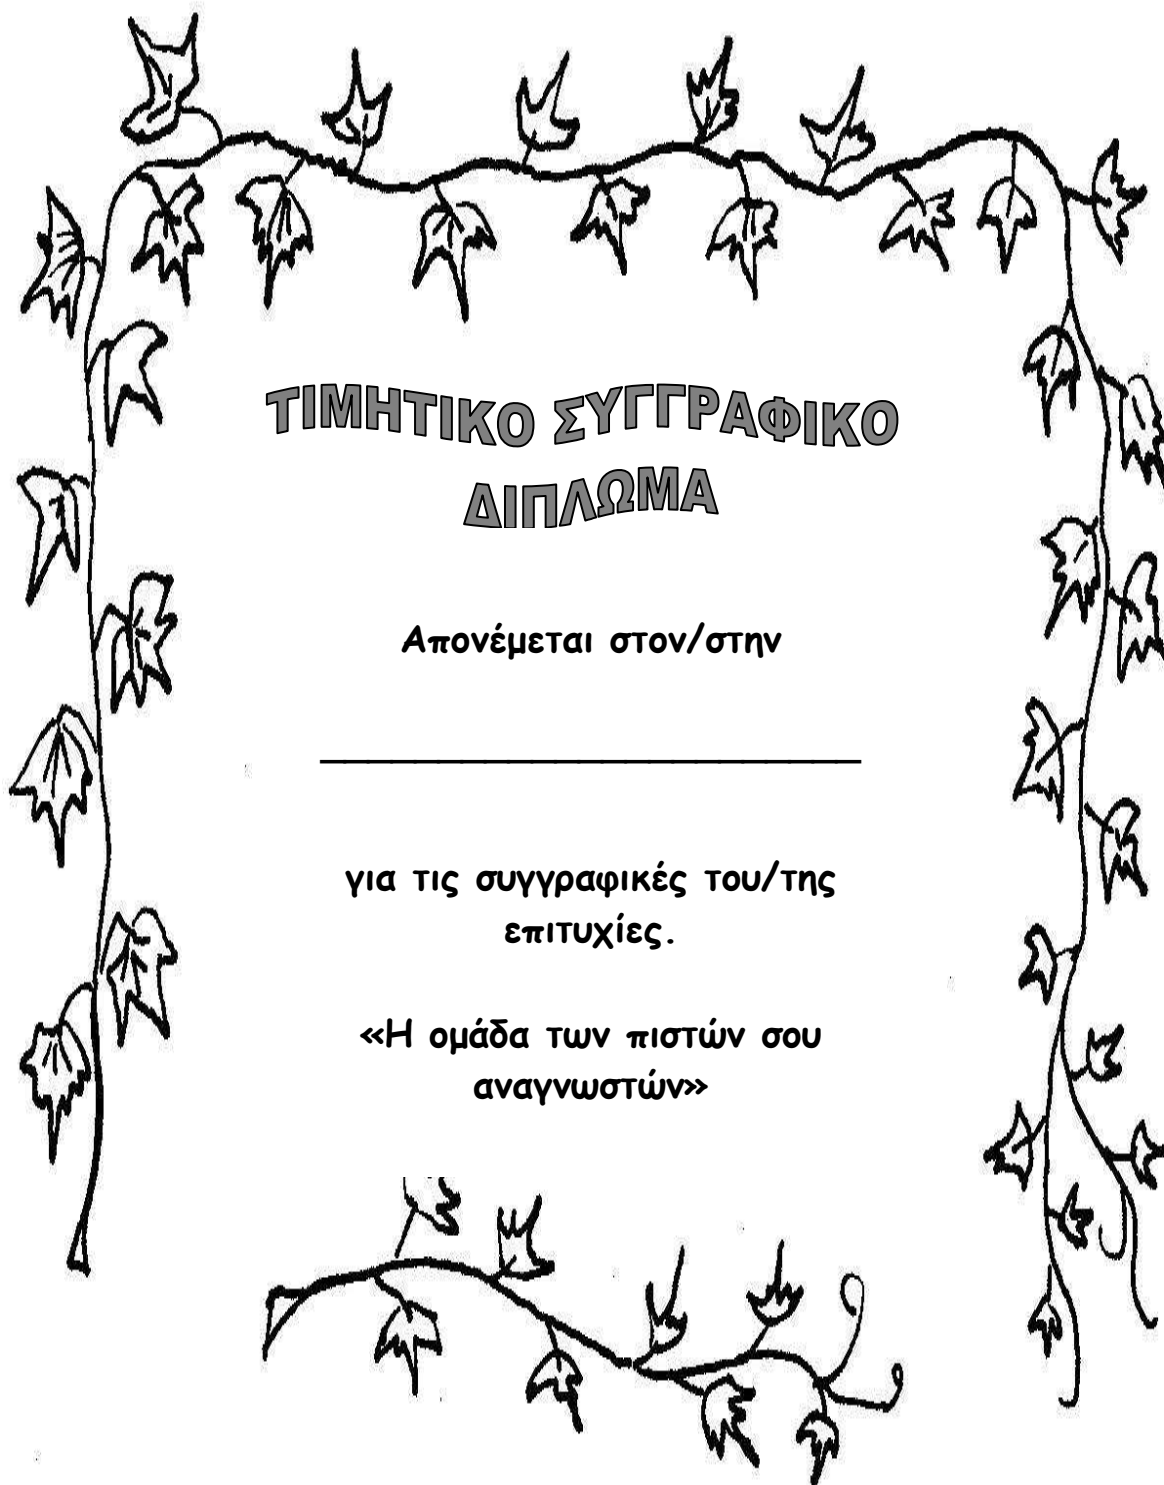 ΤΙΜΗΤΙΚΟ ΣΥΓΓΡΑΦΙΚΟ
ΔΙΠΛΩΜΑ
Απονέμεται στον/στην
για τις συγγραφικές του/της
επιτυχίες.
«Η ομάδα των πιστών σου
αναγνωστών»